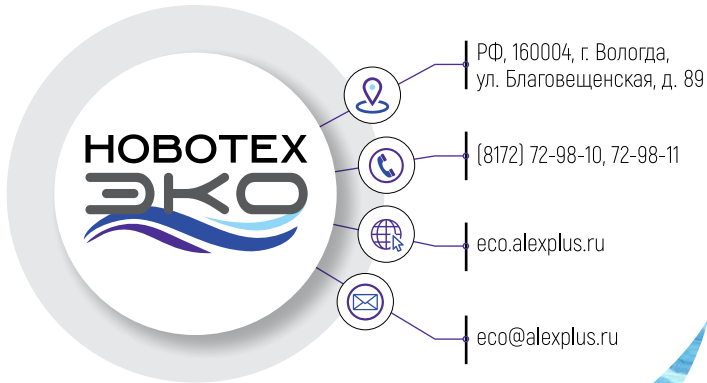 НОВОТЕХ
ЭКО
РФ, 160004, г. Вологда,
ул. Благовещенская, д. 89
(8172) 72-98-10, 72-98-11
eco.alexplus.ru
eco@alexplus.ru